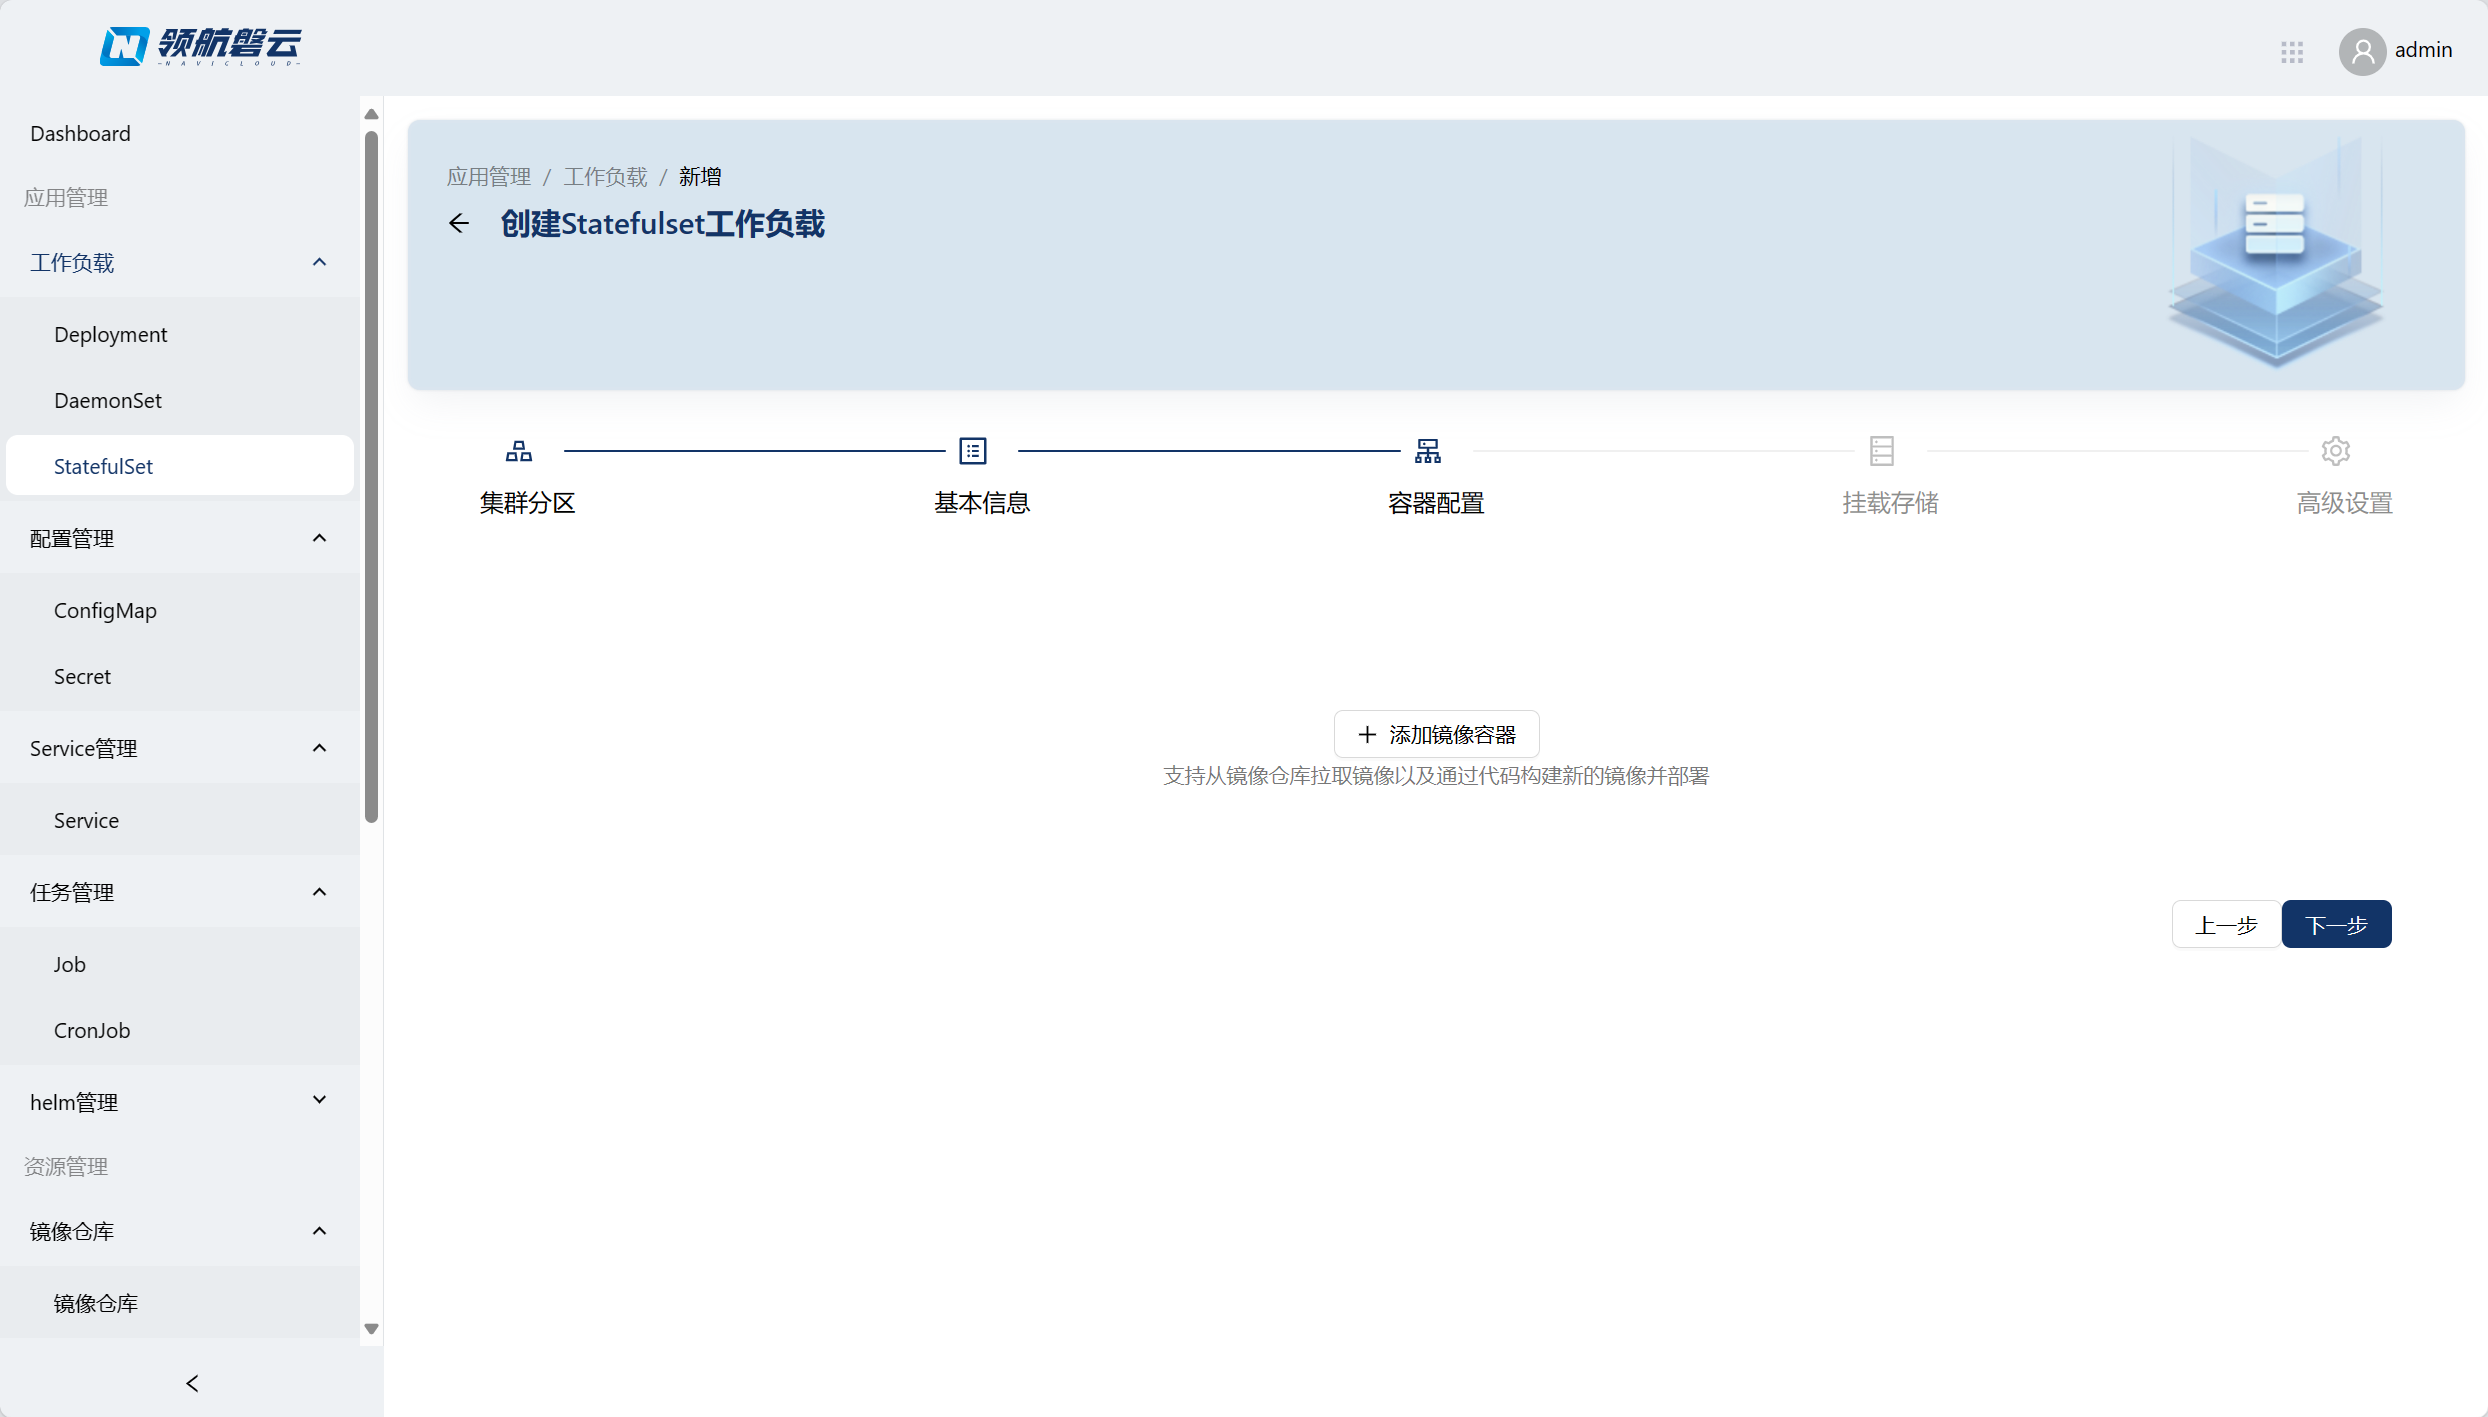 领航磐云
-NAVICLOUD-
admin
Dashboard
应用管理
工作负载
Deployment
DaemonSet
StatefulSet
配置管理
ConfigMap
Secret
Service管理
Service
任务管理
Job
CronJob
helm管理
资源管理
镜像仓库
镜像仓库
应用管理 / 工作负载 / 新增
创建Statefulset工作负载
集群分区
基本信息
容器配置
挂载存储
高级设置
添加镜像容器
支持从镜像仓库拉取镜像以及通过代码构建新的镜像并部署
上一步
下一步